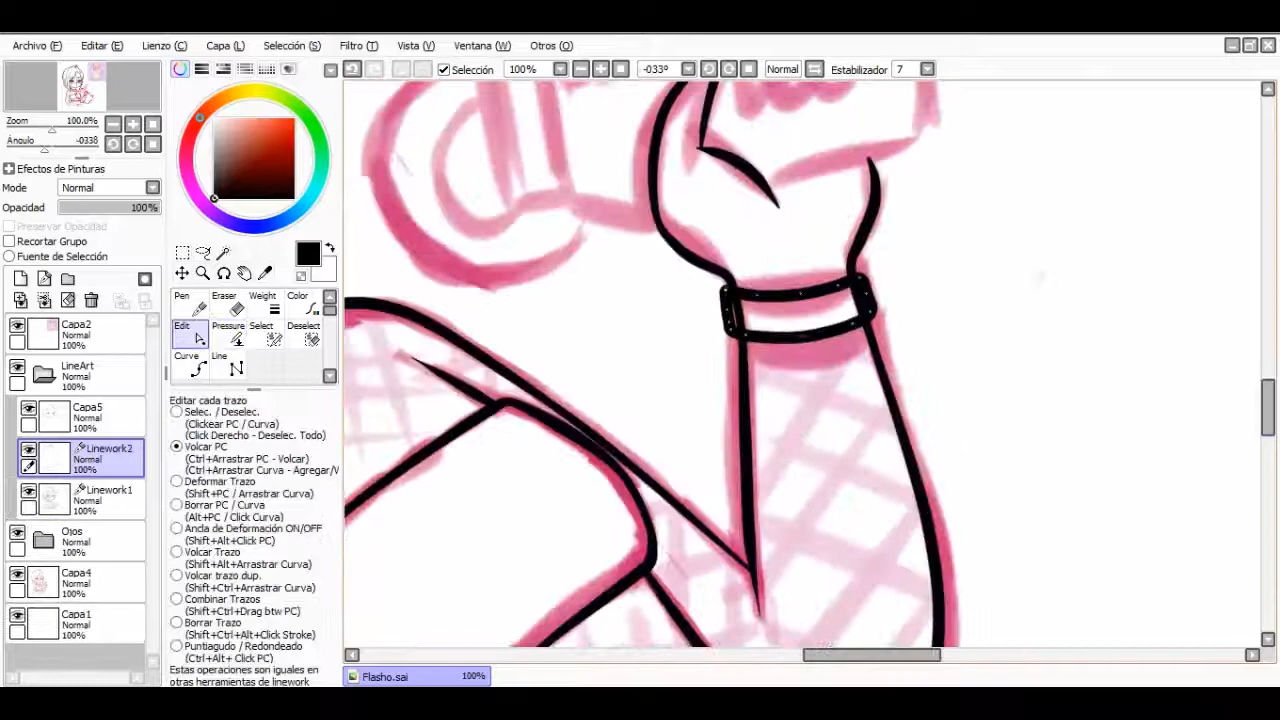 Archivo (F) Editar (E) Lienzo (C) Capa (L) Selección (S) Filtro (T) Vista (V) Ventana (W) Otros (O)
Selección 100% -033º Normal Estabilizador 7
Zoom 100.0%
Ángulo -033ß
Efectos de Pinturas
Mode Normal
Opacidad 100%
Preservar Opacidad
Recortar Grupo
Fuente de Selección
Capa2
Normal
100%
LineArt
Normal
100%
Capa5
Normal
100%
Linework2
Normal
100%
Linework1
Normal
100%
Ojos
Normal
100%
Capa4
Normal
100%
Capa1
Normal
100%
Pen Eraser Weight Color
Edit Pressure Select Deselect
Curve Line
Editar cada trazo
Selec. / Deselec.
(Clickear PC / Curva)
(Click Derecho - Deselec. Todo)
Volcar PC
(Ctrl+Arrastrar PC - Volcar)
(Ctrl+Arrastrar Curva - Agregar/V
Deformar Trazo
(Shift+PC / Arrastrar Curva)
Borrar PC / Curva
(Alt+PC / Click Curva)
Ancla de Deformación ON/OFF
(Shift+Alt+Click PC)
Volcar Trazo
(Shift+Alt+Arrastrar Curva)
Volcar trazo dup.
(Shift+Ctrl+Arrastrar Curva)
Combinar Trazos
(Shift+Ctrl+Drag btw PC)
Borrar Trazo
(Shift+Ctrl+Alt+Click Stroke)
Puntiagudo / Redondeado
(Ctrl+Alt+ Click PC)
Estas operaciones son iguales en
otras herramientas de linework
Flasho.sai 100%